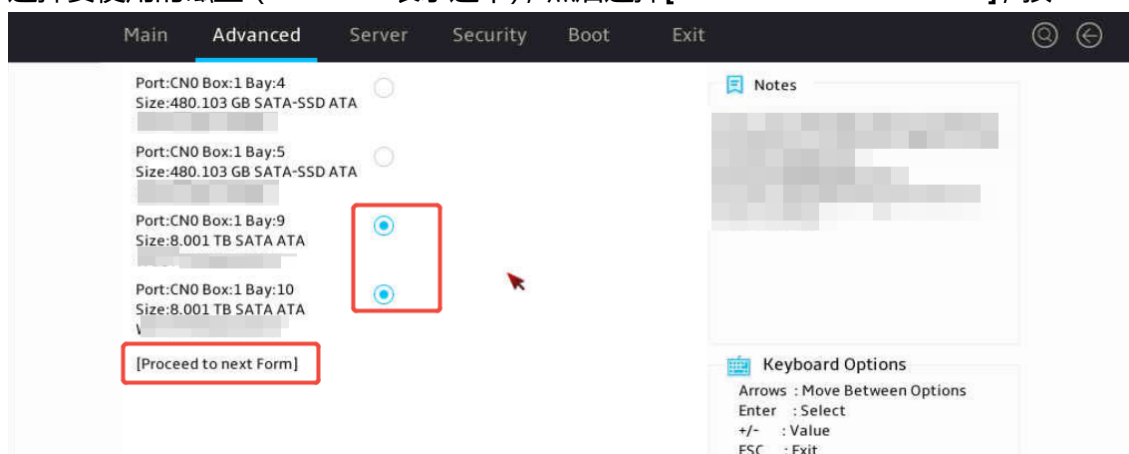 Main Advanced Server Security Boot Exit
Port:CN0 Box:1 Bay:4
Size:480.103 GB SATA-SSD ATA
Port:CN0 Box:1 Bay:5
Size:480.103 GB SATA-SSD ATA
Port:CN0 Box:1 Bay:9
Size:8.001 TB SATA ATA
Port:CN0 Box:1 Bay:10
Size:8.001 TB SATA ATA
[Proceed to next Form]
Notes
Keyboard Options
Arrows : Move Between Options
Enter : Select
+/- : Value
ESC : Exit